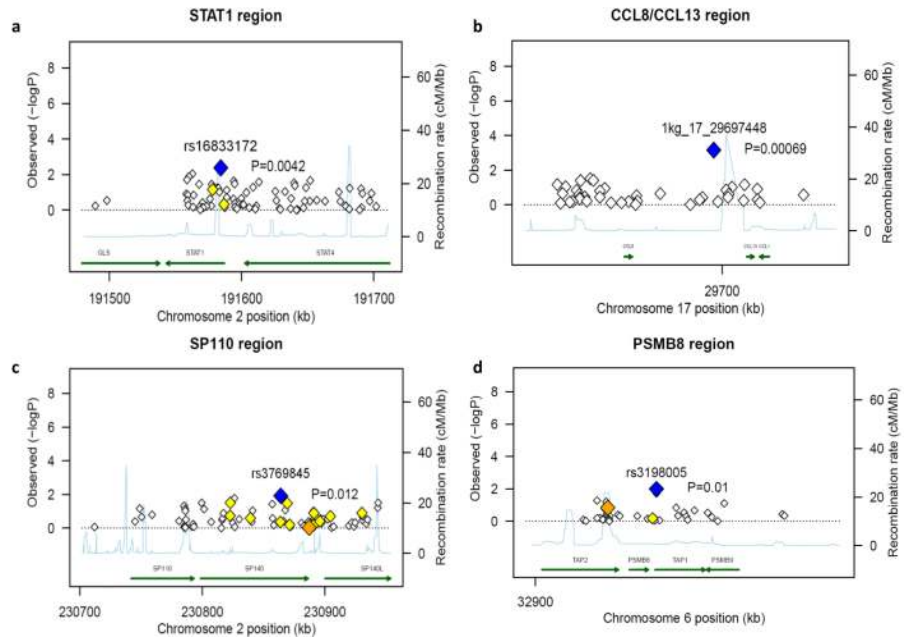 STAT1 region
a
Observed (−logP)
8
6
4
2
0
60
40
20
0
Recombination rate (cM/Mb)
rs16833172
P=0.0042
GLS
STAT1
STAT4
191500
191600
191700
Chromosome 2 position (kb)
CCL8/CCL13 region
b
Observed (−logP)
8
6
4
2
0
60
40
20
0
Recombination rate (cM/Mb)
1kg_17_29697448
P=0.00069
29700
Chromosome 17 position (kb)
SP110 region
c
Observed (−logP)
8
6
4
2
0
60
40
20
0
Recombination rate (cM/Mb)
rs3769845
P=0.012
SP110
SP140
SP140L
230700
230800
230900
Chromosome 2 position (kb)
PSMB8 region
d
Observed (−logP)
8
6
4
2
0
60
40
20
0
Recombination rate (cM/Mb)
rs3198005
P=0.01
TAP2
PSMB8
TAP1
PSMB9
32900
Chromosome 6 position (kb)